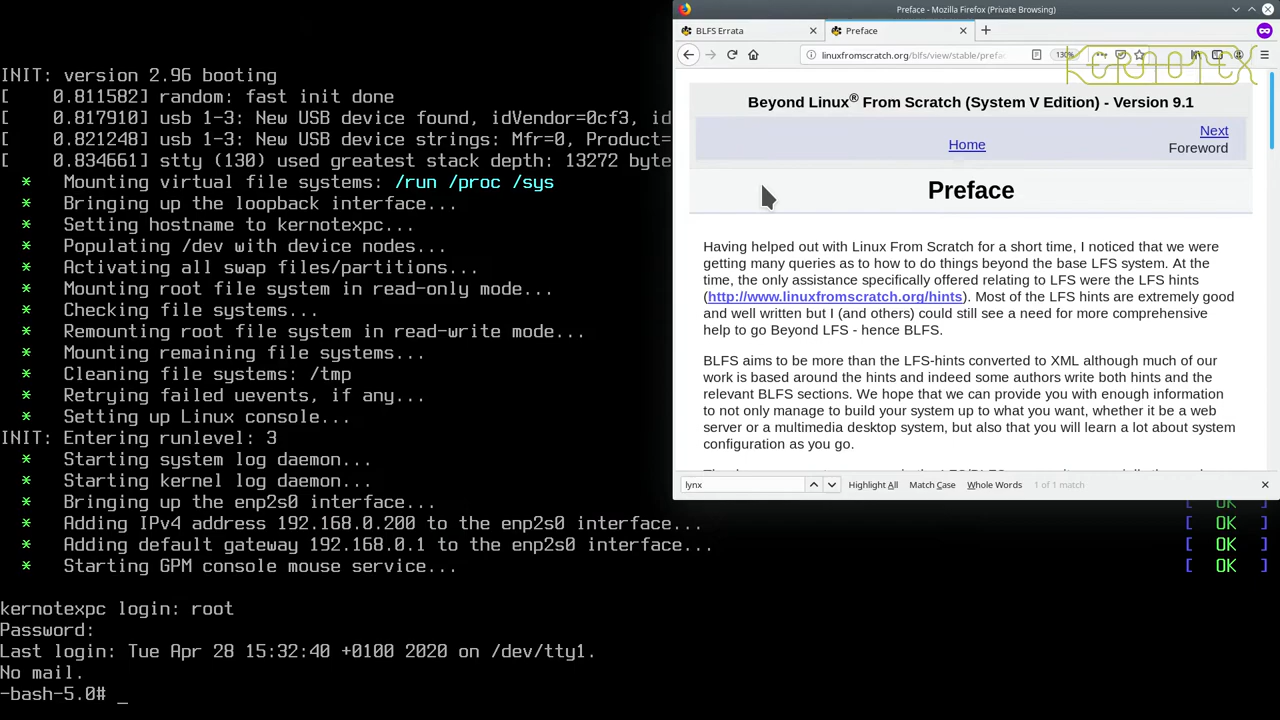 INIT: version 2.96 booting
[    0.811582] random: fast init done
[    0.817910] usb 1-3: New USB device found, idVendor=0cf3, id
[    0.821248] usb 1-3: New USB device strings: Mfr=0, Product=
[    0.834661] stty (130) used greatest stack depth: 13272 byte
* Mounting virtual file systems: /run /proc /sys
* Bringing up the loopback interface...
* Setting hostname to kernotexpc...
* Populating /dev with device nodes...
* Activating all swap files/partitions...
* Mounting root file system in read-only mode...
* Checking file systems...
* Remounting root file system in read-write mode...
* Mounting remaining file systems...
* Cleaning file systems: /tmp
* Retrying failed uevents, if any...
* Setting up Linux console...
INIT: Entering runlevel: 3
* Starting system log daemon...
* Starting kernel log daemon...
* Bringing up the enp2s0 interface... [ OK ]
* Adding IPv4 address 192.168.0.200 to the enp2s0 interface... [ OK ]
* Adding default gateway 192.168.0.1 to the enp2s0 interface... [ OK ]
* Starting GPM console mouse service... [ OK ]
kernotexpc login: root
Password:
Last login: Tue Apr 28 15:32:40 +0100 2020 on /dev/tty1.
No mail.
-bash-5.0# _
Preface - Mozilla Firefox (Private Browsing)
BLFS Errata
Preface
linuxfromscratch.org/blfs/view/stable/prefa
130%
KERNOTEX
Beyond Linux® From Scratch (System V Edition) - Version 9.1
Next
Home
Foreword
Preface
Having helped out with Linux From Scratch for a short time, I noticed that we were
getting many queries as to how to do things beyond the base LFS system. At the
time, the only assistance specifically offered relating to LFS were the LFS hints
(http://www.linuxfromscratch.org/hints). Most of the LFS hints are extremely good
and well written but I (and others) could still see a need for more comprehensive
help to go Beyond LFS - hence BLFS.
BLFS aims to be more than the LFS-hints converted to XML although much of our
work is based around the hints and indeed some authors write both hints and the
relevant BLFS sections. We hope that we can provide you with enough information
to not only manage to build your system up to what you want, whether it be a web
server or a multimedia desktop system, but also that you will learn a lot about system
configuration as you go.
lynx
Highlight All
Match Case
Whole Words
1 of 1 match